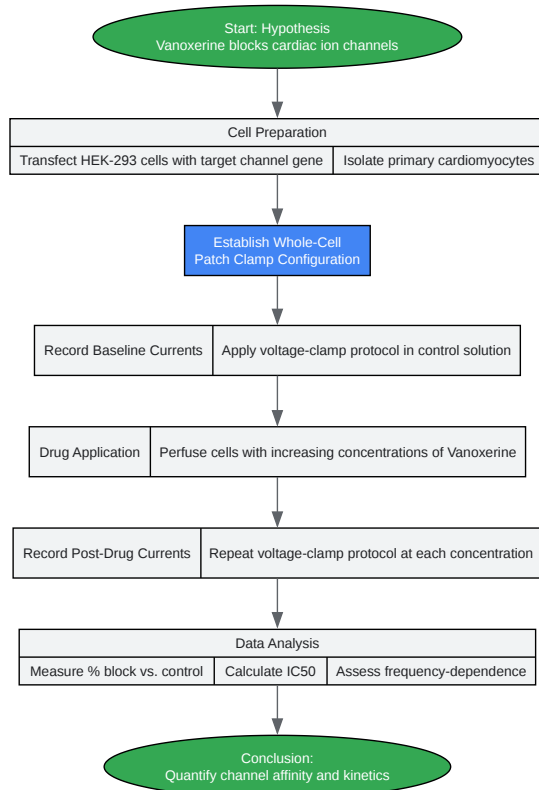 Start: Hypothesis
Vanoxerine blocks cardiac ion channels
Cell Preparation
Transfect HEK-293 cells with target channel gene
Isolate primary cardiomyocytes
Establish Whole-Cell
Patch Clamp Configuration
Record Baseline Currents
Apply voltage-clamp protocol in control solution
Drug Application
Perfuse cells with increasing concentrations of Vanoxerine
Record Post-Drug Currents
Repeat voltage-clamp protocol at each concentration
Data Analysis
Measure % block vs. control
Calculate IC50
Assess frequency-dependence
Conclusion:
Quantify channel affinity and kinetics